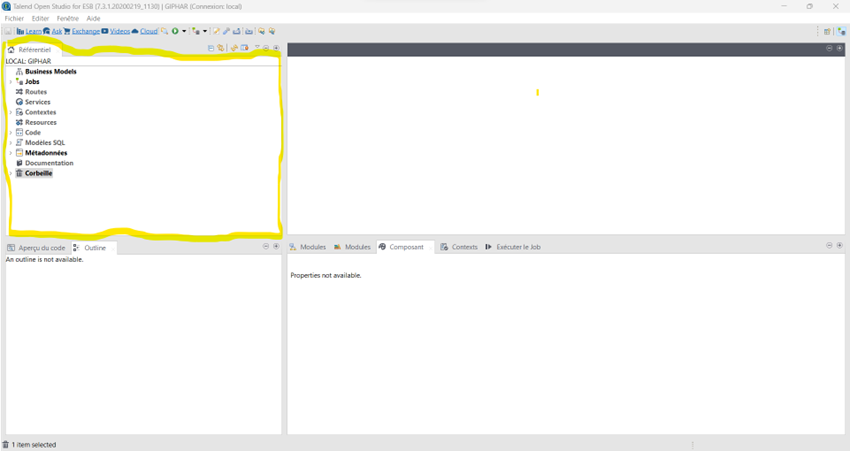 Talend Open Studio for ESB (7.3.1.20200219_1130) | GIPHAR (Connexion: local)
Fichier Editer Fenêtre Aide
Learn Ask Exchange Videos Cloud
Référentiel
LOCAL: GIPHAR
Business Models
Jobs
Routes
Services
Contextes
Resources
Code
Modèles SQL
Métadonnées
Documentation
Corbeille
Aperçu du code Outline
An outline is not available.
Modules Modules Composant Contexts Exécuter le Job
Properties not available.
1 item selected